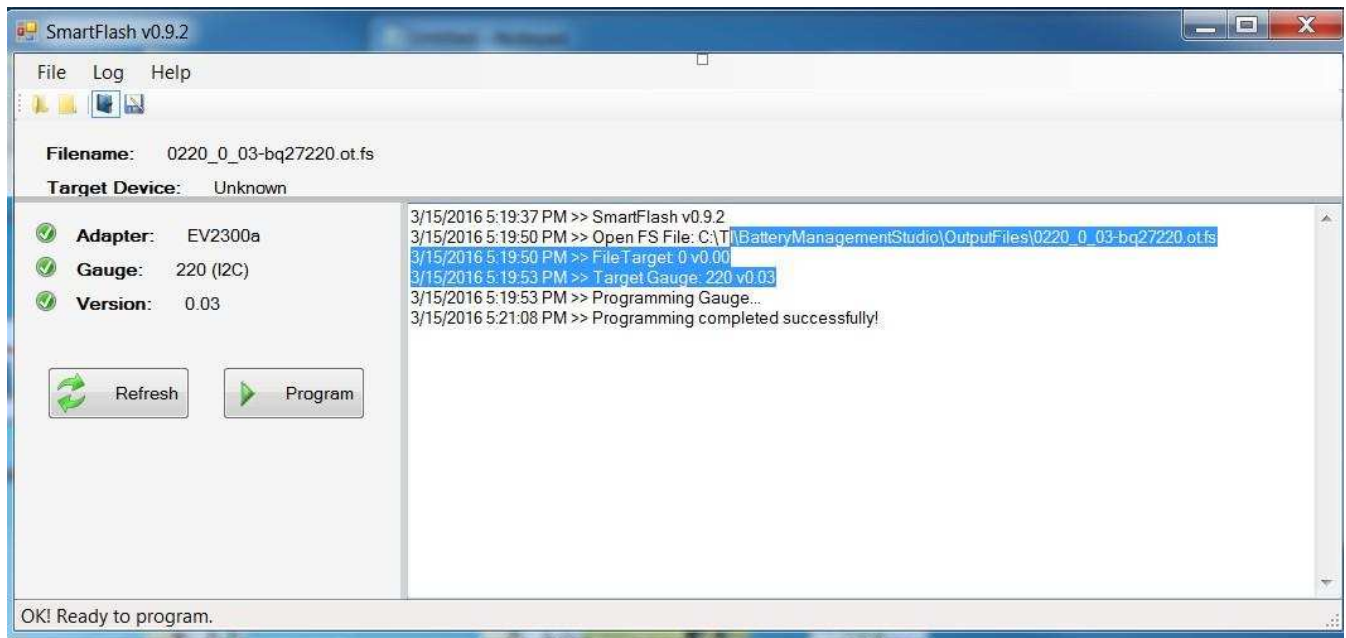 SmartFlash v0.9.2
File Log Help
Filename: 0220_0_03-bq27220.ot.fs
Target Device: Unknown
Adapter: EV2300a
Gauge: 220 (I2C)
Version: 0.03
Refresh Program
3/15/2016 5:19:37 PM >> SmartFlash v0.9.2
3/15/2016 5:19:50 PM >> Open FS File: C:\TI\BatteryManagementStudio\OutputFiles\0220_0_03-bq27220.ot.fs
3/15/2016 5:19:50 PM >> FileTarget: 0 v0.00
3/15/2016 5:19:53 PM >> Target Gauge: 220 v0.03
3/15/2016 5:19:53 PM >> Programming Gauge...
3/15/2016 5:21:08 PM >> Programming completed successfully!
OK! Ready to program.